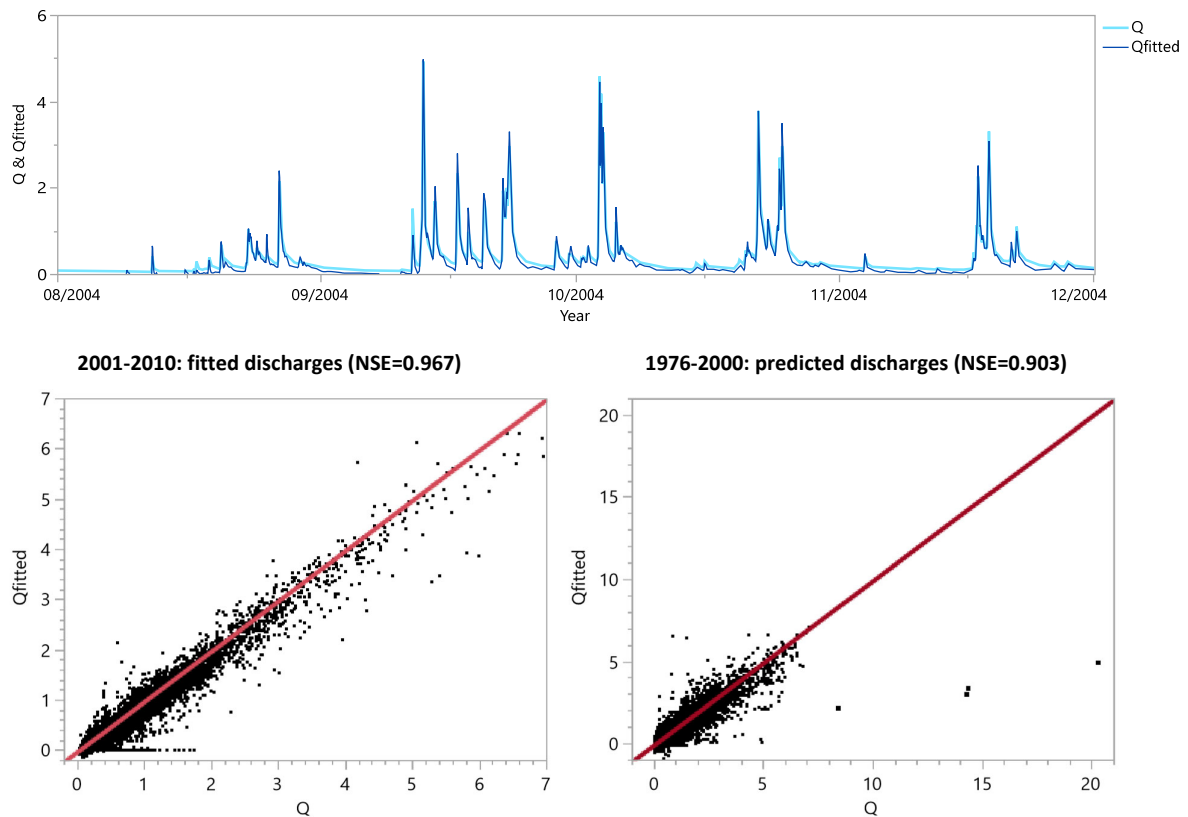 6
4
2
0
Q & Qfitted
08/2004 09/2004 10/2004 11/2004 12/2004
Year
Q
Qfitted
2001-2010: fitted discharges (NSE=0.967)
7
6
5
4
3
2
1
0
Qfitted
0 1 2 3 4 5 6 7
Q
1976-2000: predicted discharges (NSE=0.903)
20
15
10
5
0
Qfitted
0 5 10 15 20
Q